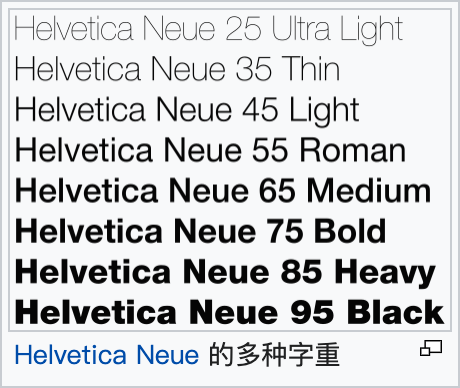 Helvetica Neue 25 Ultra Light
Helvetica Neue 35 Thin
Helvetica Neue 45 Light
Helvetica Neue 55 Roman
Helvetica Neue 65 Medium
Helvetica Neue 75 Bold
Helvetica Neue 85 Heavy
Helvetica Neue 95 Black
Helvetica Neue 的多种字重